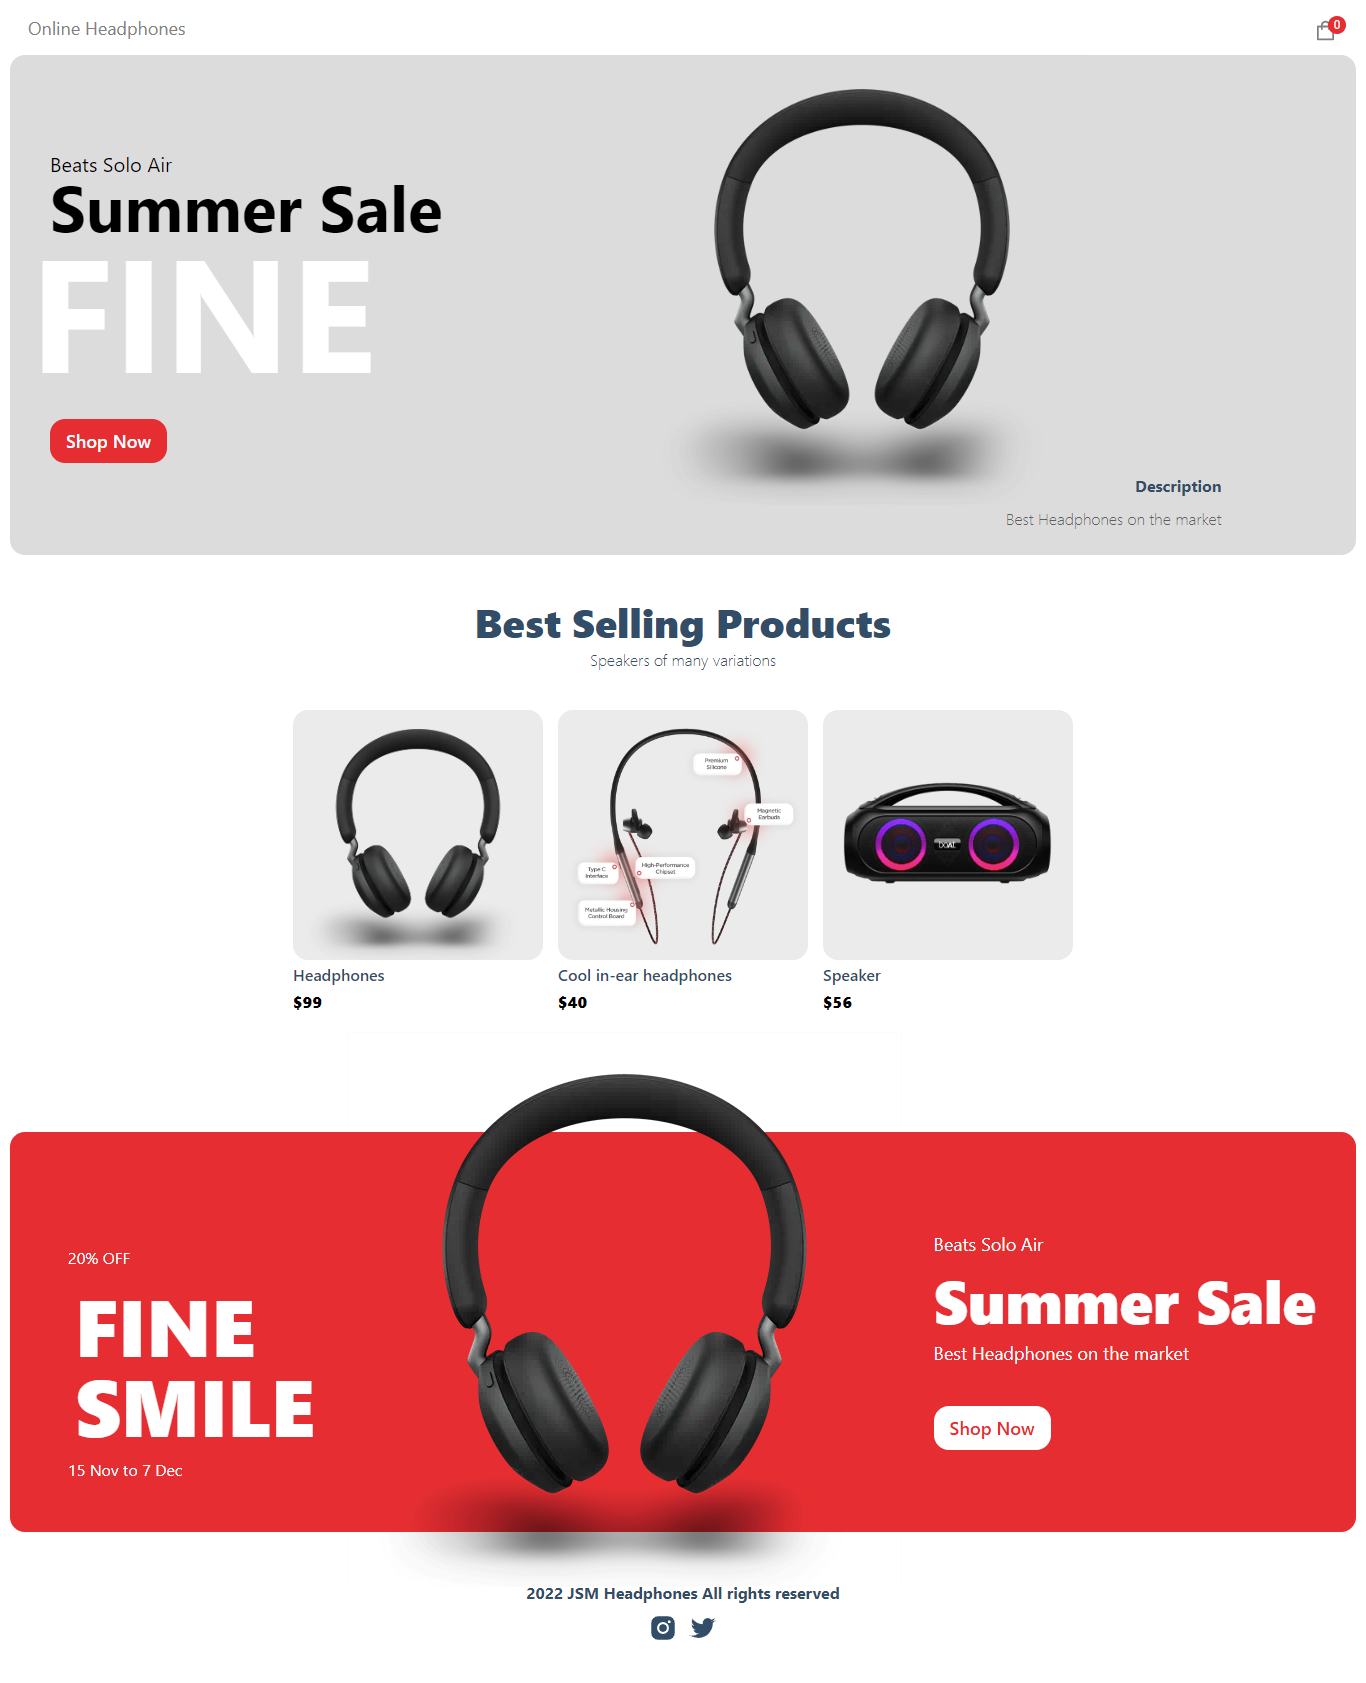 Online Headphones
0
Beats Solo Air
Summer Sale
FINE
Shop Now
Description
Best Headphones on the market
Best Selling Products
Speakers of many variations
Premium
Silicone
Magnetic
Earbuds
High-Performance
Chipset
Type C
Interface
Metallic Housing
Control Board
Headphones
$99
Cool in-ear headphones
$40
Speaker
$56
20% OFF
FINE
SMILE
15 Nov to 7 Dec
Beats Solo Air
Summer Sale
Best Headphones on the market
Shop Now
2022 JSM Headphones All rights reserved